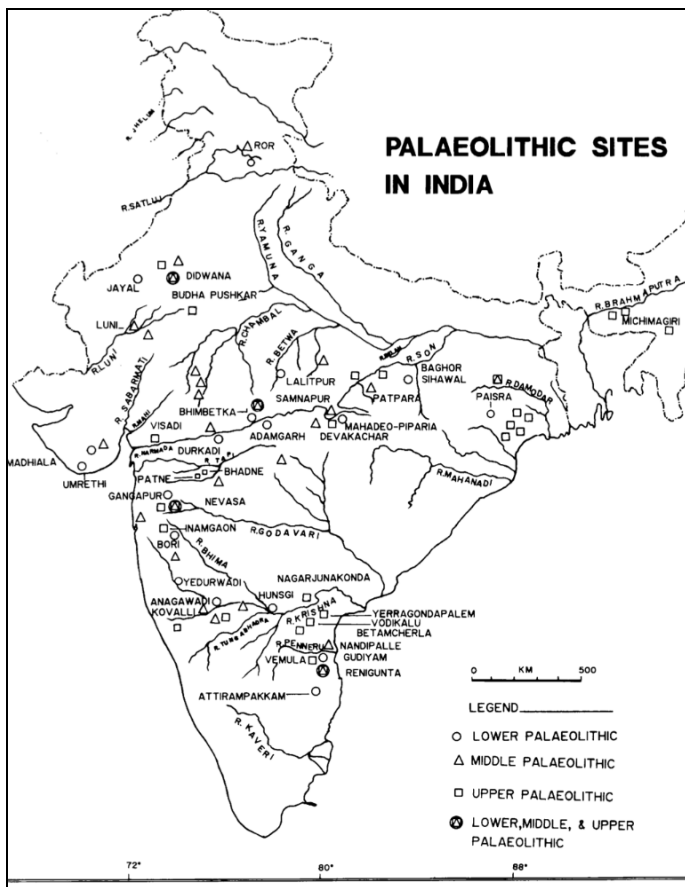 PALAEOLITHIC SITES
IN INDIA
R. JHELUM
ROR
R.SATLUJ
R.YAMUNA
R. GANGA
DIDWANA
JAYAL
BUDHA PUSHKAR
R.BRAHMAPUTRA
MICHIMAGIRI
LUNI
R.LUNI
R.CHAMBAL
R.BETWA
R. SON
R. SABARMATI
LALITPUR
BAGHOR
SIHAWAL
SAMNAPUR
PATPARA
R.DAMODAR
PAISRA
BHIMBETKA
R.MAHI
VISADI
ADAMGARH
MAHADEO-PIPARIA
DEVAKACHAR
R.NARMADA
DURKADI
MADHIALA
UMRETHI
R. TAPI
BHADNE
PATNE
R.MAHANADI
GANGAPUR
NEVASA
INAMGAON
R.GODAVARI
BORI
R. BHIMA
YEDURWADI
NAGARJUNAKONDA
ANAGAWADI
HUNSGI
KOVALLI
R.KRISHNA
YERRAGONDAPALEM
VODIKALU
BETAMCHERLA
R.TUNGABHADRA
R.PENNERU
NANDIPALLE
VEMULA
GUDIYAM
RENIGUNTA
ATTIRAMPAKKAM
R. KAVERI
0 KM 500
LEGEND
LOWER PALAEOLITHIC
MIDDLE PALAEOLITHIC
UPPER PALAEOLITHIC
LOWER,MIDDLE, & UPPER
PALAEOLITHIC
72° 80° 88°